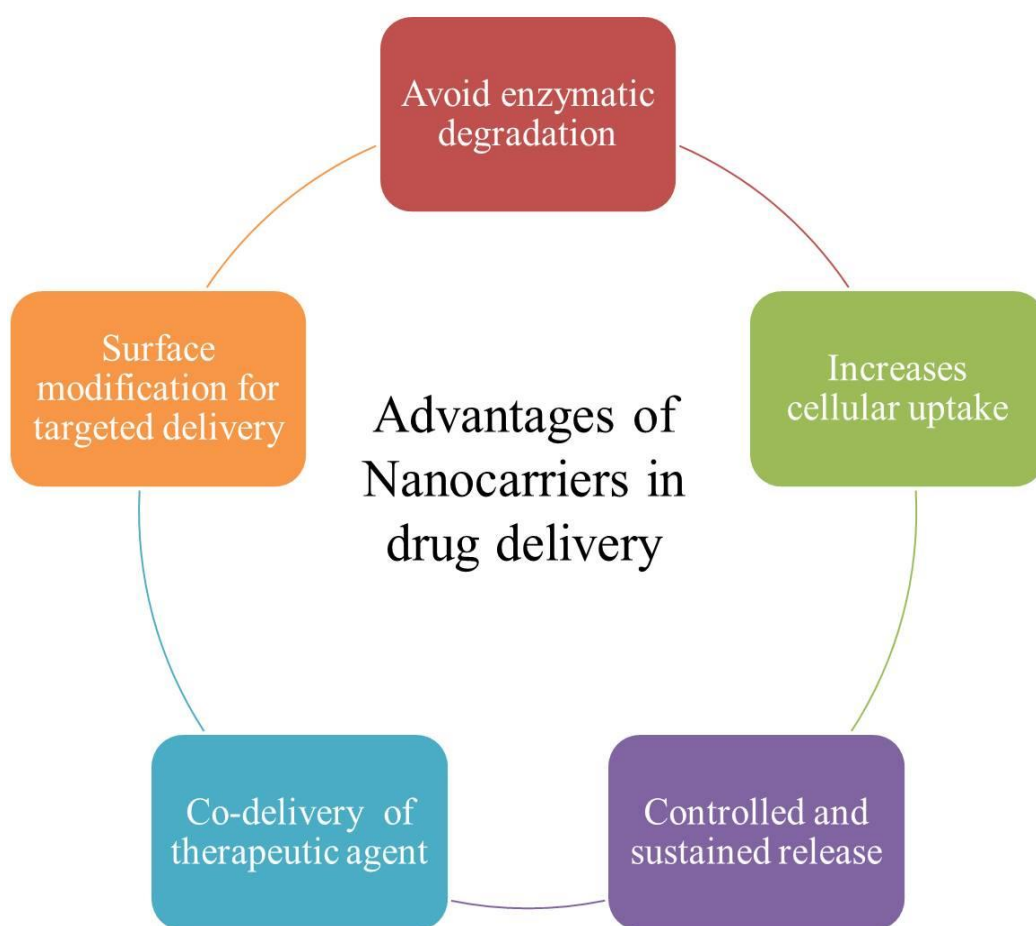 Avoid enzymatic
degradation
Surface
modification for
targeted delivery
Increases
cellular uptake
Advantages of
Nanocarriers in
drug delivery
Co-delivery of
therapeutic agent
Controlled and
sustained release